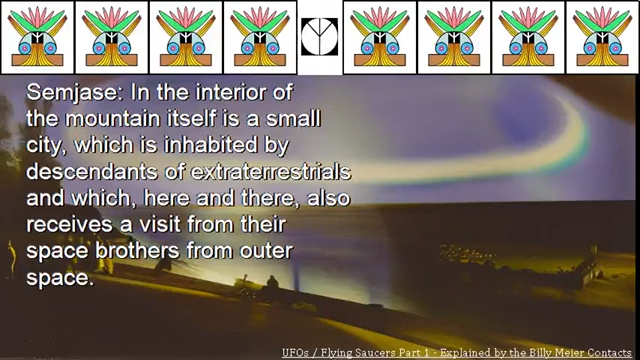 Semjase: In the interior of
the mountain itself is a small
city, which is inhabited by
descendants of extraterrestrials
and which, here and there, also
receives a visit from their
space brothers from outer
space.
UFOs / Flying Saucers Part 1 - Explained by the Billy Meier Contacts